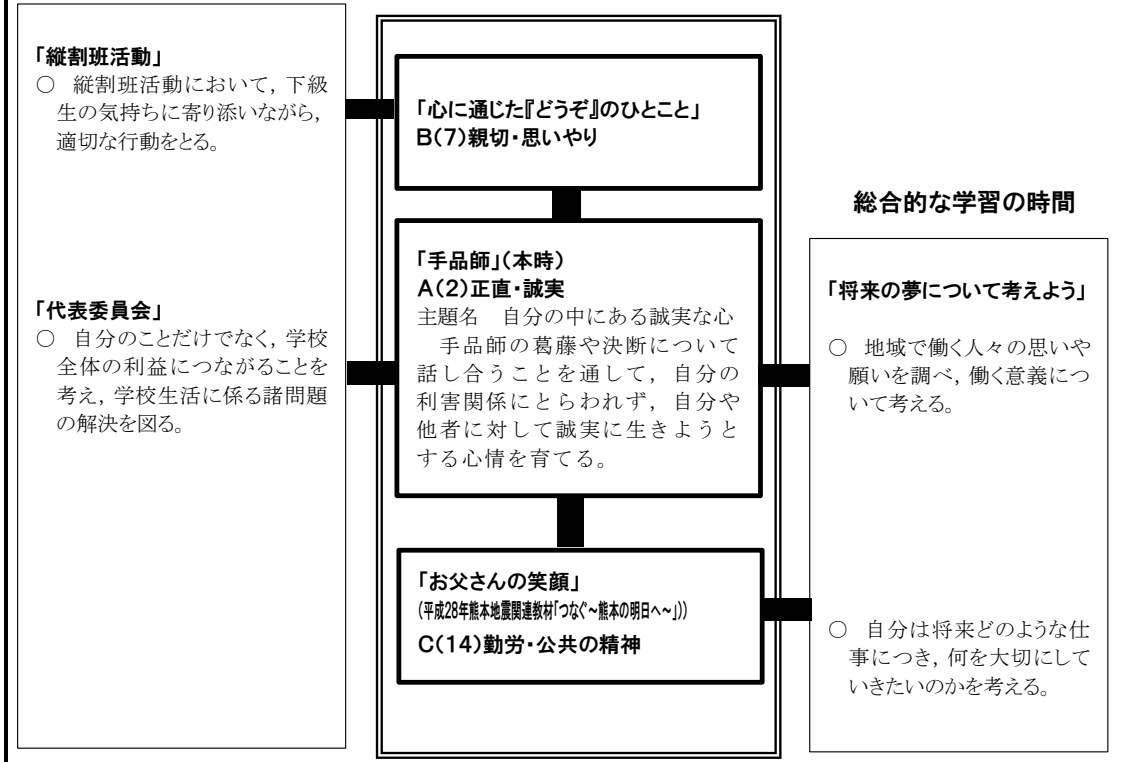 「縦割班活動」
○　縦割班活動において，下級
生の気持ちに寄り添いながら，
適切な行動をとる。
「代表委員会」
○　自分のことだけでなく，学校
全体の利益につながることを
考え，学校生活に係る諸問題
の解決を図る。
「心に通じた『どうぞ』のひとこと」
B(7)親切・思いやり
「手品師」(本時)
A(2)正直・誠実
主題名　自分の中にある誠実な心
手品師の葛藤や決断について
話し合うことを通して，自分の
利害関係にとらわれず，自分や
他者に対して誠実に生きようと
する心情を育てる。
「お父さんの笑顔」
(平成28年熊本地震関連教材「つなぐ～熊本の明日へ～」))
C(14)勤労・公共の精神
総合的な学習の時間
「将来の夢について考えよう」
○　地域で働く人々の思いや
願いを調べ，働く意義につ
いて考える。
○　自分は将来どのような仕
事につき，何を大切にして
いきたいのかを考える。